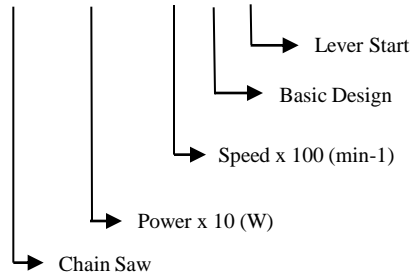 Lever Start
Basic Design
Speed x 100 (min-1)
Power x 10 (W)
Chain Saw